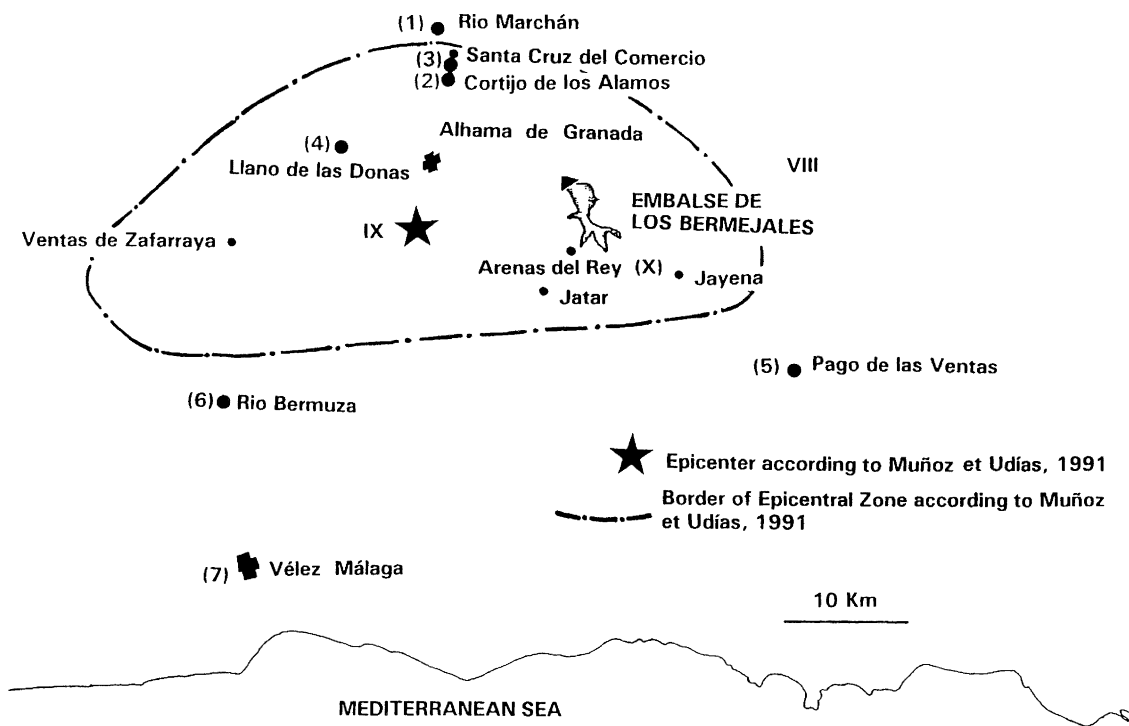 (1) Rio Marchán
(3) Santa Cruz del Comercio
(2) Cortijo de los Alamos
Alhama de Granada
(4)
Llano de las Donas
VIII
EMBALSE DE
LOS BERMEJALES
IX
Ventas de Zafarraya
Arenas del Rey (X)
Jayena
Jatar
(5) Pago de las Ventas
(6) Rio Bermuza
Epicenter according to Muñoz et Udías, 1991
Border of Epicentral Zone according to Muñoz
et Udías, 1991
(7) Vélez Málaga
10 Km
MEDITERRANEAN SEA